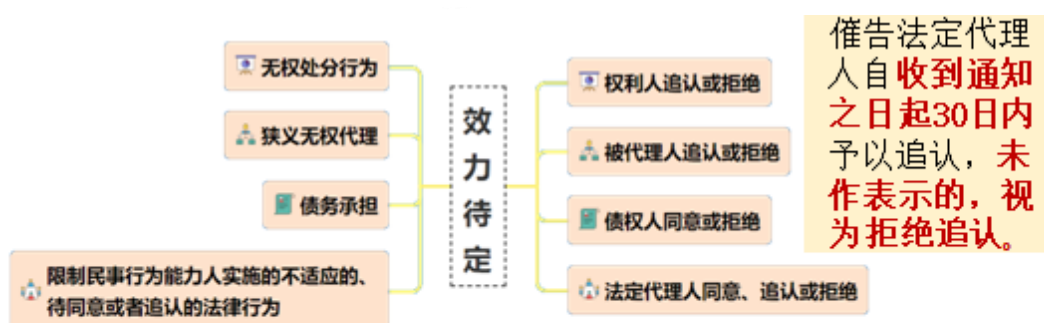 无权处分行为
狭义无权代理
债务承担
限制民事行为能力人实施的不适应的、
待同意或者追认的法律行为
效
力
待
定
权利人追认或拒绝
被代理人追认或拒绝
债权人同意或拒绝
法定代理人同意、追认或拒绝
催告法定代理
人自收到通知
之日起30日内
予以追认，未
作表示的，视
为拒绝追认。